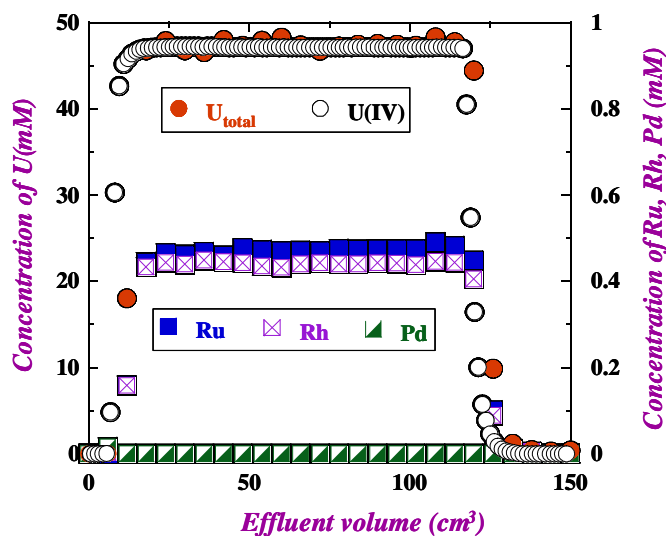 50
40
30
20
10
0
Concentration of U(mM)
U_total U(IV)
Ru Rh Pd
1
0.8
0.6
0.4
0.2
0
Concentration of Ru, Rh, Pd (mM)
0 50 100 150
Effluent volume (cm³)